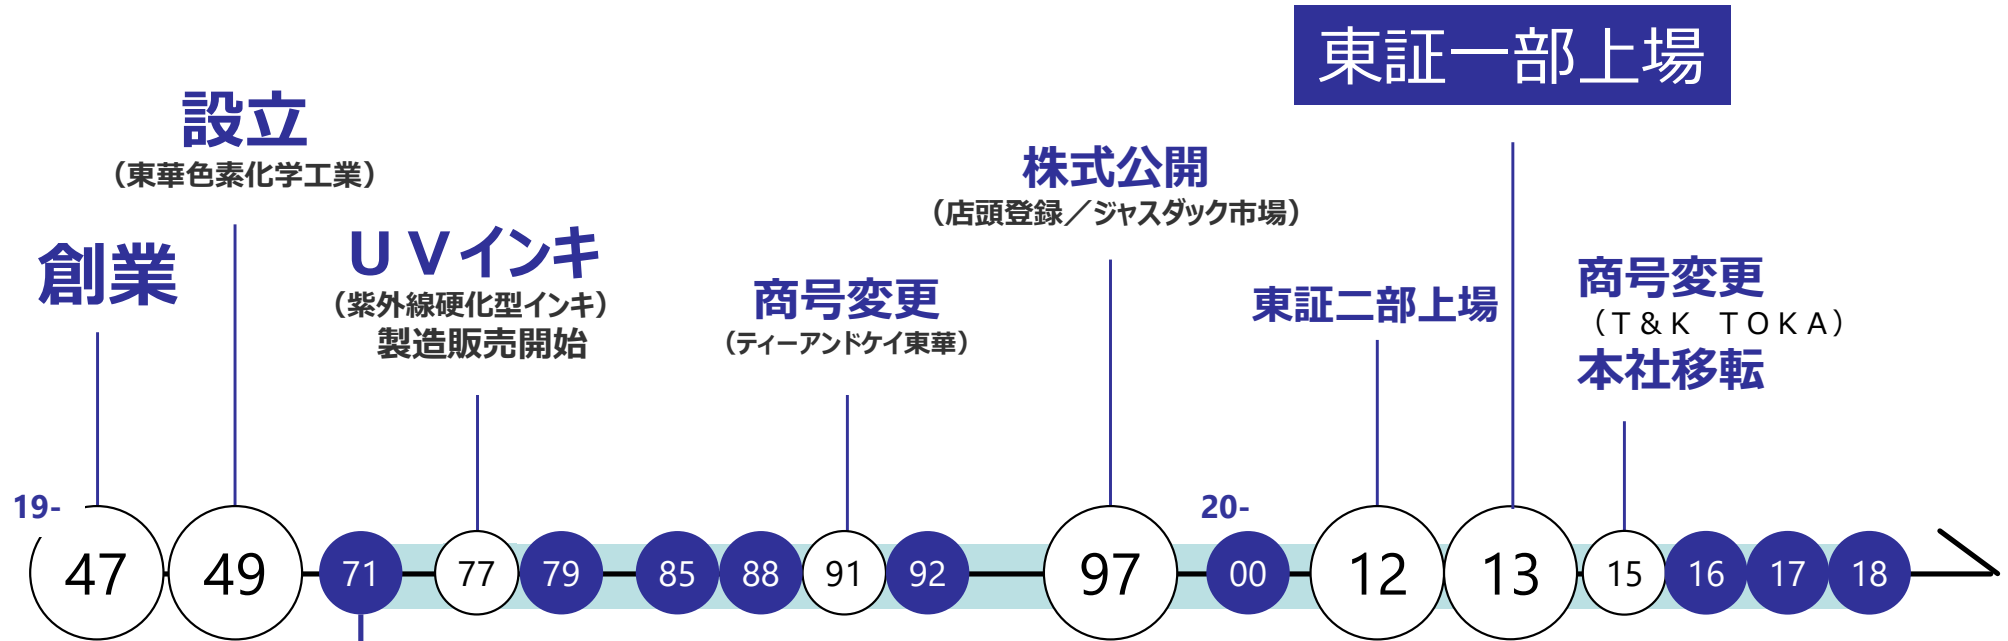 東証一部上場
設立
（東華色素化学工業）
株式公開
（店頭登録／ジャスダック市場）
創業
ＵＶインキ
（紫外線硬化型インキ）
製造販売開始
商号変更
（ティーアンドケイ東華）
東証二部上場
商号変更
（Ｔ＆Ｋ　ＴＯＫＡ）
本社移転
19-
20-
47 49 71 77 79 85 88 91 92 97 00 12 13 15 16 17 18